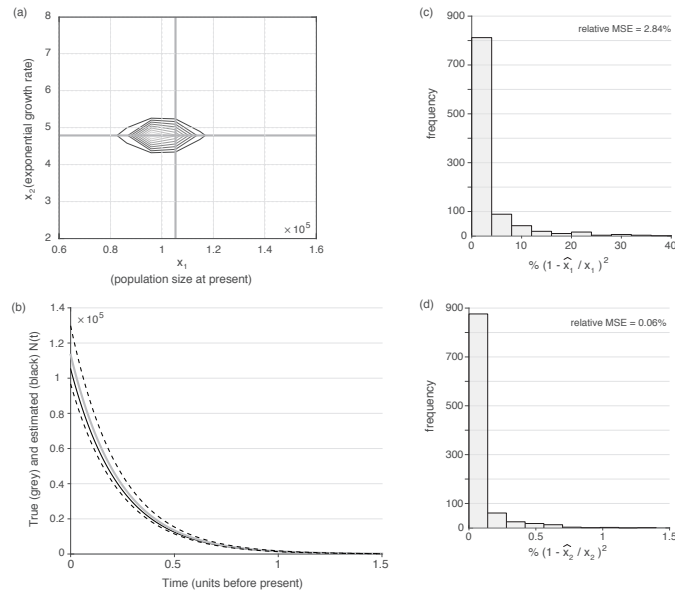 (a)
8
7
6
5
4
3
2
x2(exponential growth rate)
×10^5
0.6 0.8 1 1.2 1.4 1.6
x1
(population size at present)
(b)
1.4
×10^5
1.2
1
0.8
0.6
0.4
0.2
0
True (grey) and estimated (black) N(t)
0 0.5 1 1.5
Time (units before present)
(c)
900
relative MSE = 2.84%
700
500
300
100
0
frequency
0 10 20 30 40
% (1 - x̂1 / x1 )^2
(d)
900
relative MSE = 0.06%
700
500
300
100
0
frequency
0 0.5 1 1.5
% (1 - x̂2 / x2 )^2